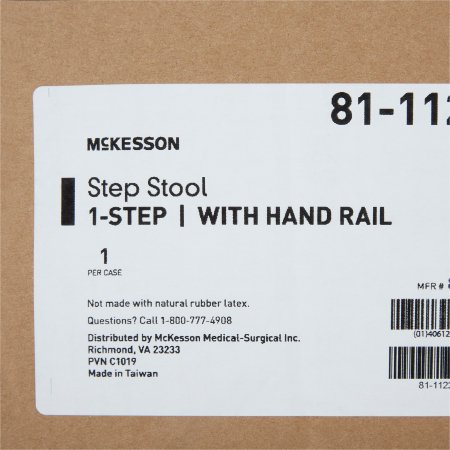 81-112
McKESSON
Step Stool
1-STEP | WITH HAND RAIL
1
PER CASE
MFR #
Not made with natural rubber latex.
Questions? Call 1-800-777-4908
(01)40612
Distributed by McKesson Medical-Surgical Inc.
Richmond, VA 23233
PVN C1019
Made in Taiwan
81-112